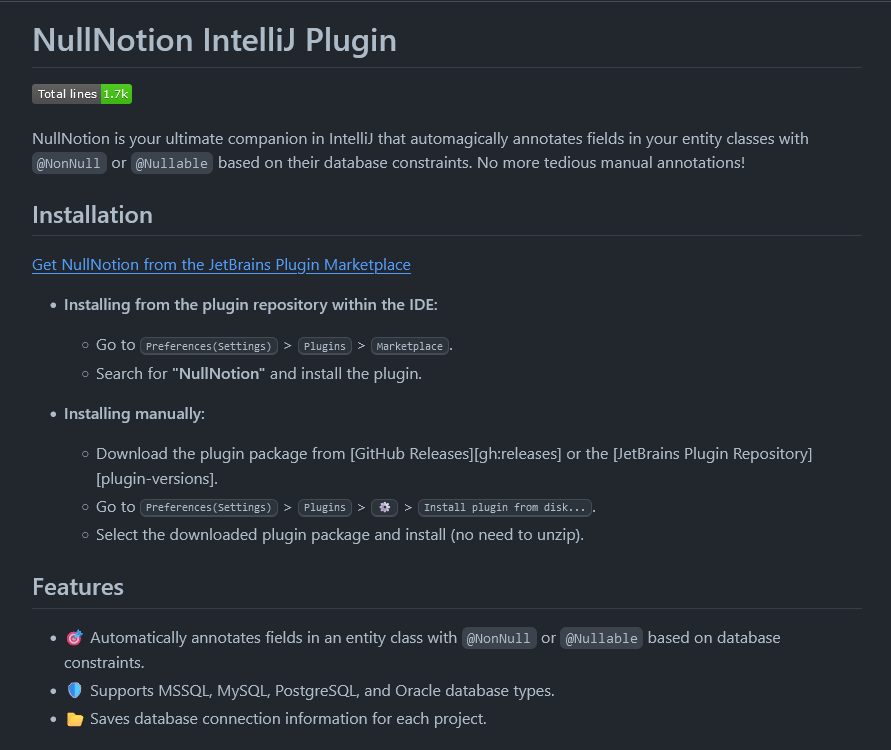 NullNotion IntelliJ Plugin
Total lines 1.7k
NullNotion is your ultimate companion in IntelliJ that automagically annotates fields in your entity classes with
@NonNull or @Nullable based on their database constraints. No more tedious manual annotations!
Installation
Get NullNotion from the JetBrains Plugin Marketplace
• Installing from the plugin repository within the IDE:
○ Go to Preferences(Settings) > Plugins > Marketplace.
○ Search for "NullNotion" and install the plugin.
• Installing manually:
○ Download the plugin package from [GitHub Releases][gh:releases] or the [JetBrains Plugin Repository]
[plugin-versions].
○ Go to Preferences(Settings) > Plugins > ⚙ > Install plugin from disk....
○ Select the downloaded plugin package and install (no need to unzip).
Features
• 🎯 Automatically annotates fields in an entity class with @NonNull or @Nullable based on database
constraints.
• 🛡 Supports MSSQL, MySQL, PostgreSQL, and Oracle database types.
• 📁 Saves database connection information for each project.